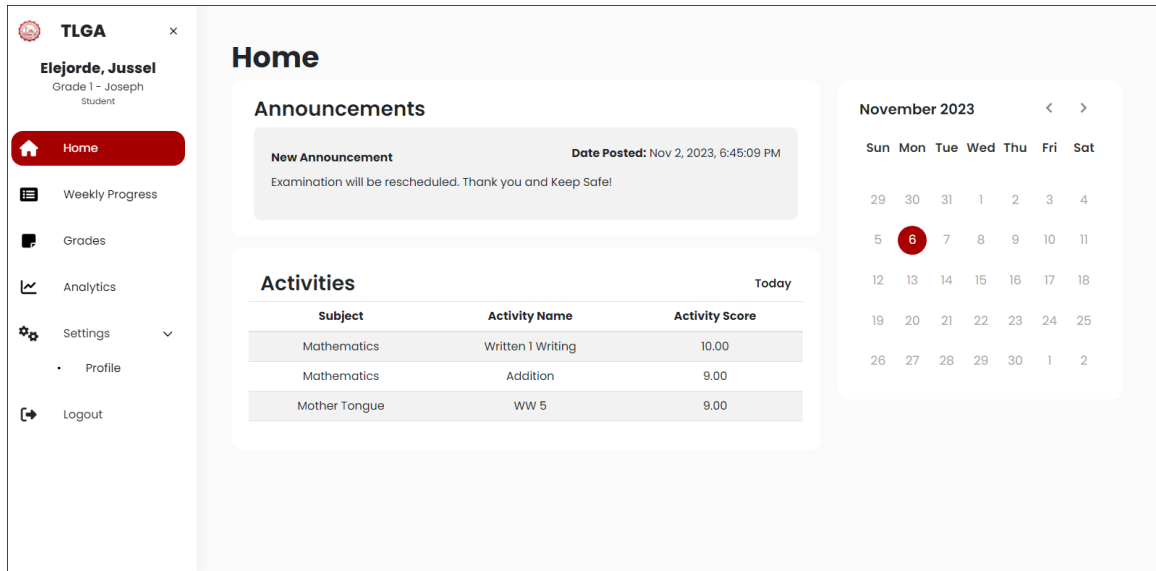 TLGA ×
Elejorde, Jussel
Grade 1 - Joseph
Student
Home
Weekly Progress
Grades
Analytics
Settings
• Profile
Logout
Home
Announcements
New Announcement Date Posted: Nov 2, 2023, 6:45:09 PM
Examination will be rescheduled. Thank you and Keep Safe!
Activities Today
Subject Activity Name Activity Score
Mathematics Written 1 Writing 10.00
Mathematics Addition 9.00
Mother Tongue WW 5 9.00
November 2023 < >
Sun Mon Tue Wed Thu Fri Sat
29 30 31 1 2 3 4
5 6 7 8 9 10 11
12 13 14 15 16 17 18
19 20 21 22 23 24 25
26 27 28 29 30 1 2